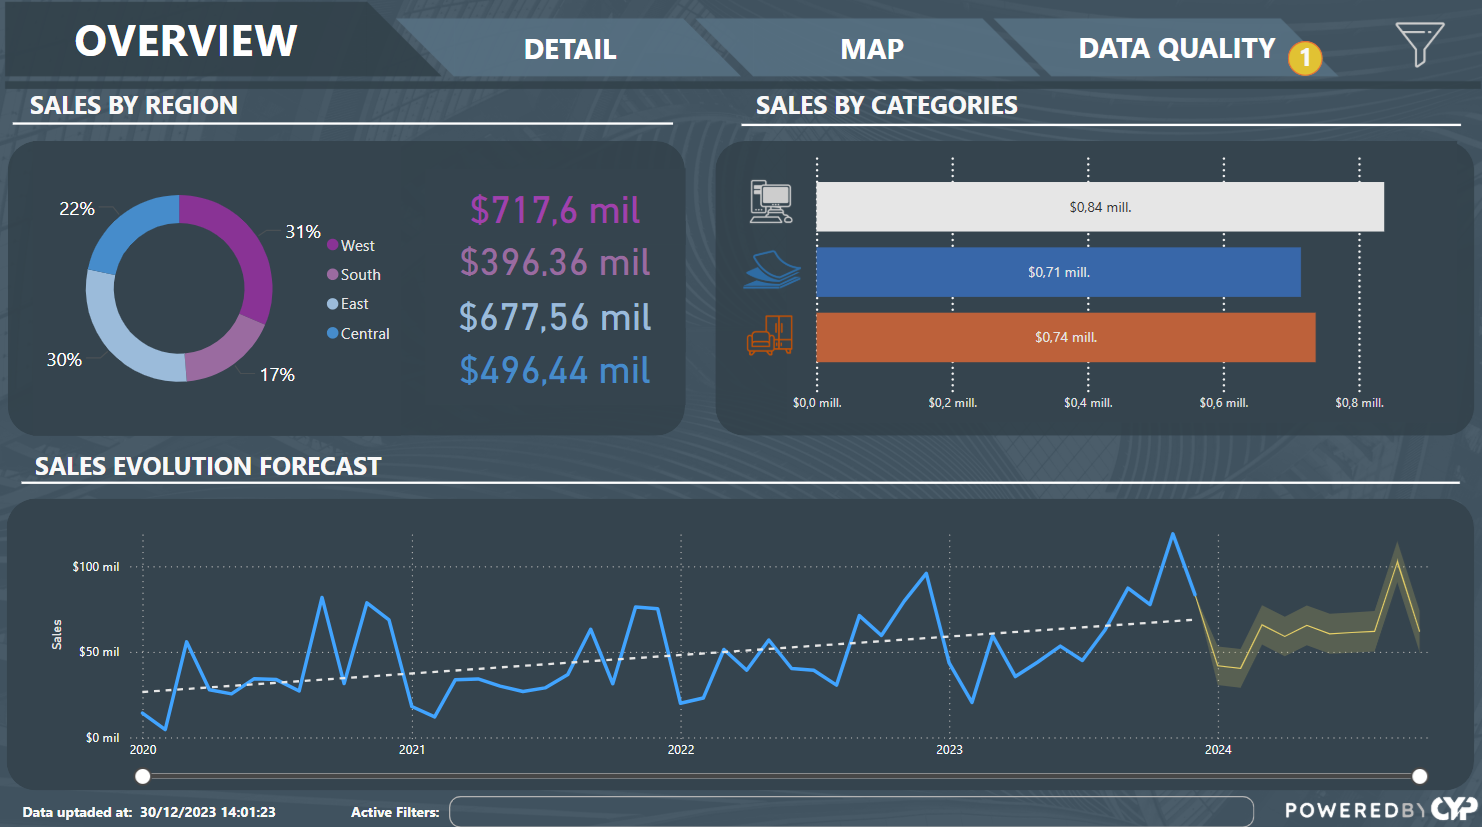 OVERVIEW
DETAIL
MAP
DATA QUALITY
1
SALES BY REGION
22%
31%
30%
17%
West
South
East
Central
$717,6 mil
$396,36 mil
$677,56 mil
$496,44 mil
SALES BY CATEGORIES
$0,84 mill.
$0,71 mill.
$0,74 mill.
$0,0 mill.
$0,2 mill.
$0,4 mill.
$0,6 mill.
$0,8 mill.
SALES EVOLUTION FORECAST
Sales
$100 mil
$50 mil
$0 mil
2020
2021
2022
2023
2024
Data uptaded at: 30/12/2023 14:01:23
Active Filters:
POWEREDBY CYP